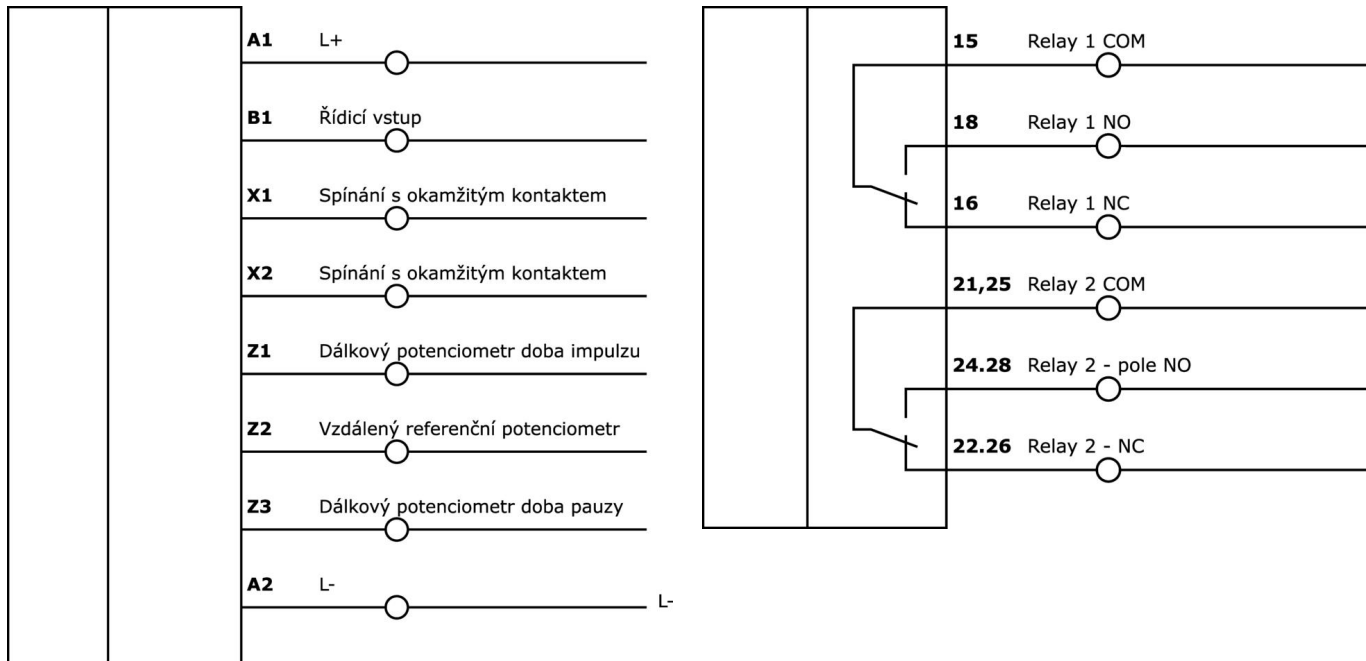 A1 L+
B1 Řídicí vstup
X1 Spínání s okamžitým kontaktem
X2 Spínání s okamžitým kontaktem
Z1 Dálkový potenciometr doba impulzu
Z2 Vzdálený referenční potenciometr
Z3 Dálkový potenciometr doba pauzy
A2 L-
L-
15 Relay 1 COM
18 Relay 1 NO
16 Relay 1 NC
21,25 Relay 2 COM
24.28 Relay 2 - pole NO
22.26 Relay 2 - NC